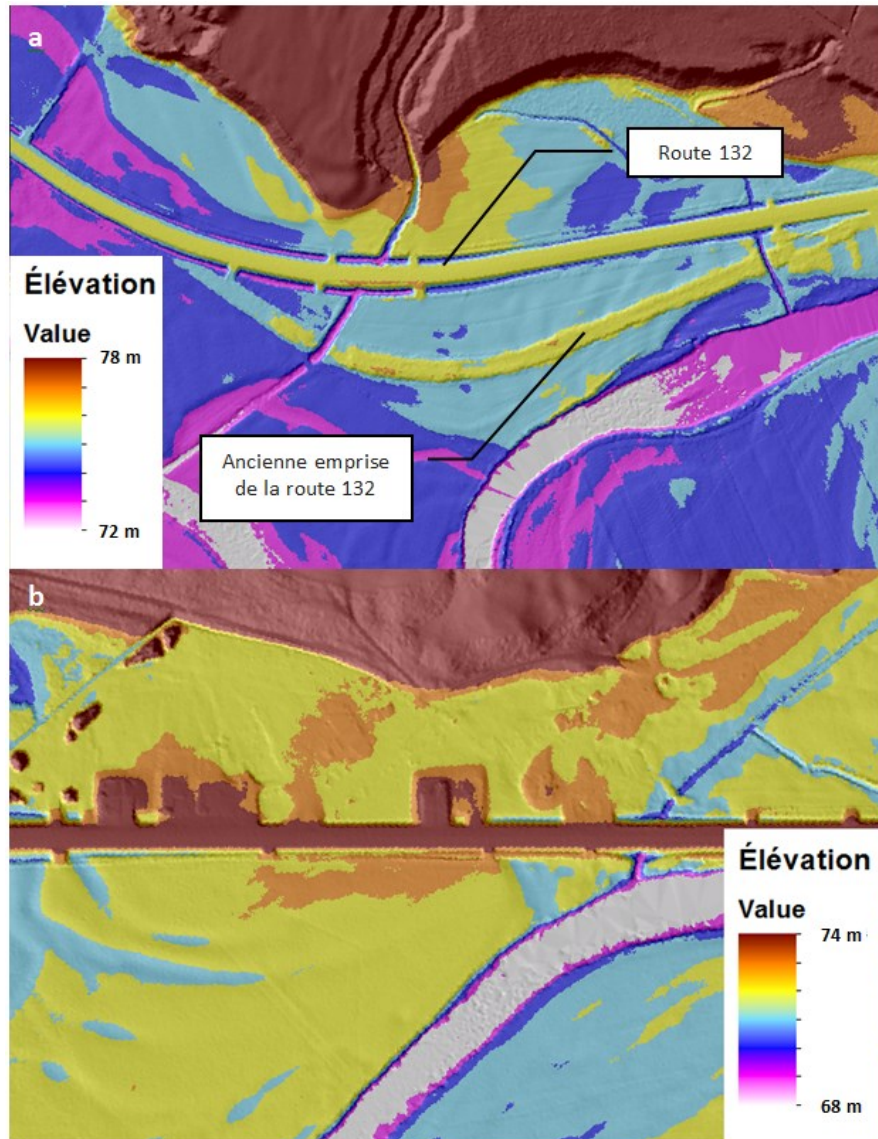 a
Route 132
Élévation
Value
78 m
72 m
Ancienne emprise
de la route 132
b
Élévation
Value
74 m
68 m